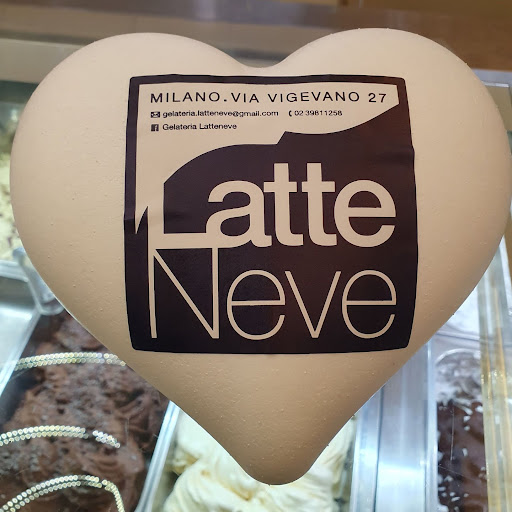 MILANO.VIA VIGEVANO 27
gelateria.latteneve@gmail.com 02 39811258
Gelateria Latteneve
Latte
Neve